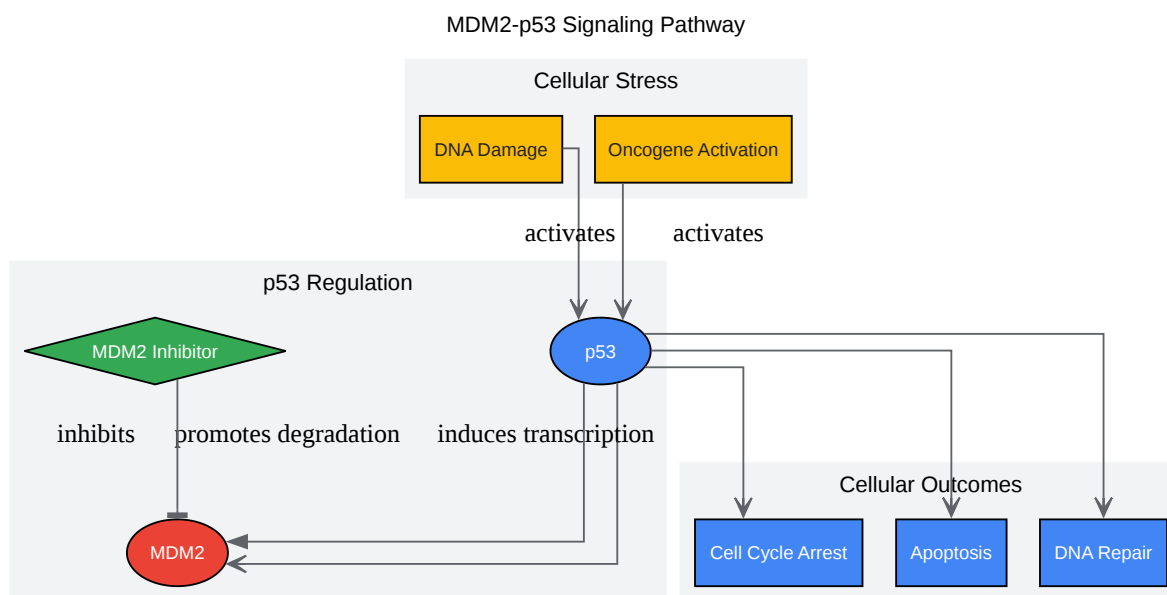 MDM2-p53 Signaling Pathway
Cellular Stress
DNA Damage
Oncogene Activation
activates
activates
p53 Regulation
MDM2 Inhibitor
p53
inhibits
promotes degradation
induces transcription
Cellular Outcomes
MDM2
Cell Cycle Arrest
Apoptosis
DNA Repair